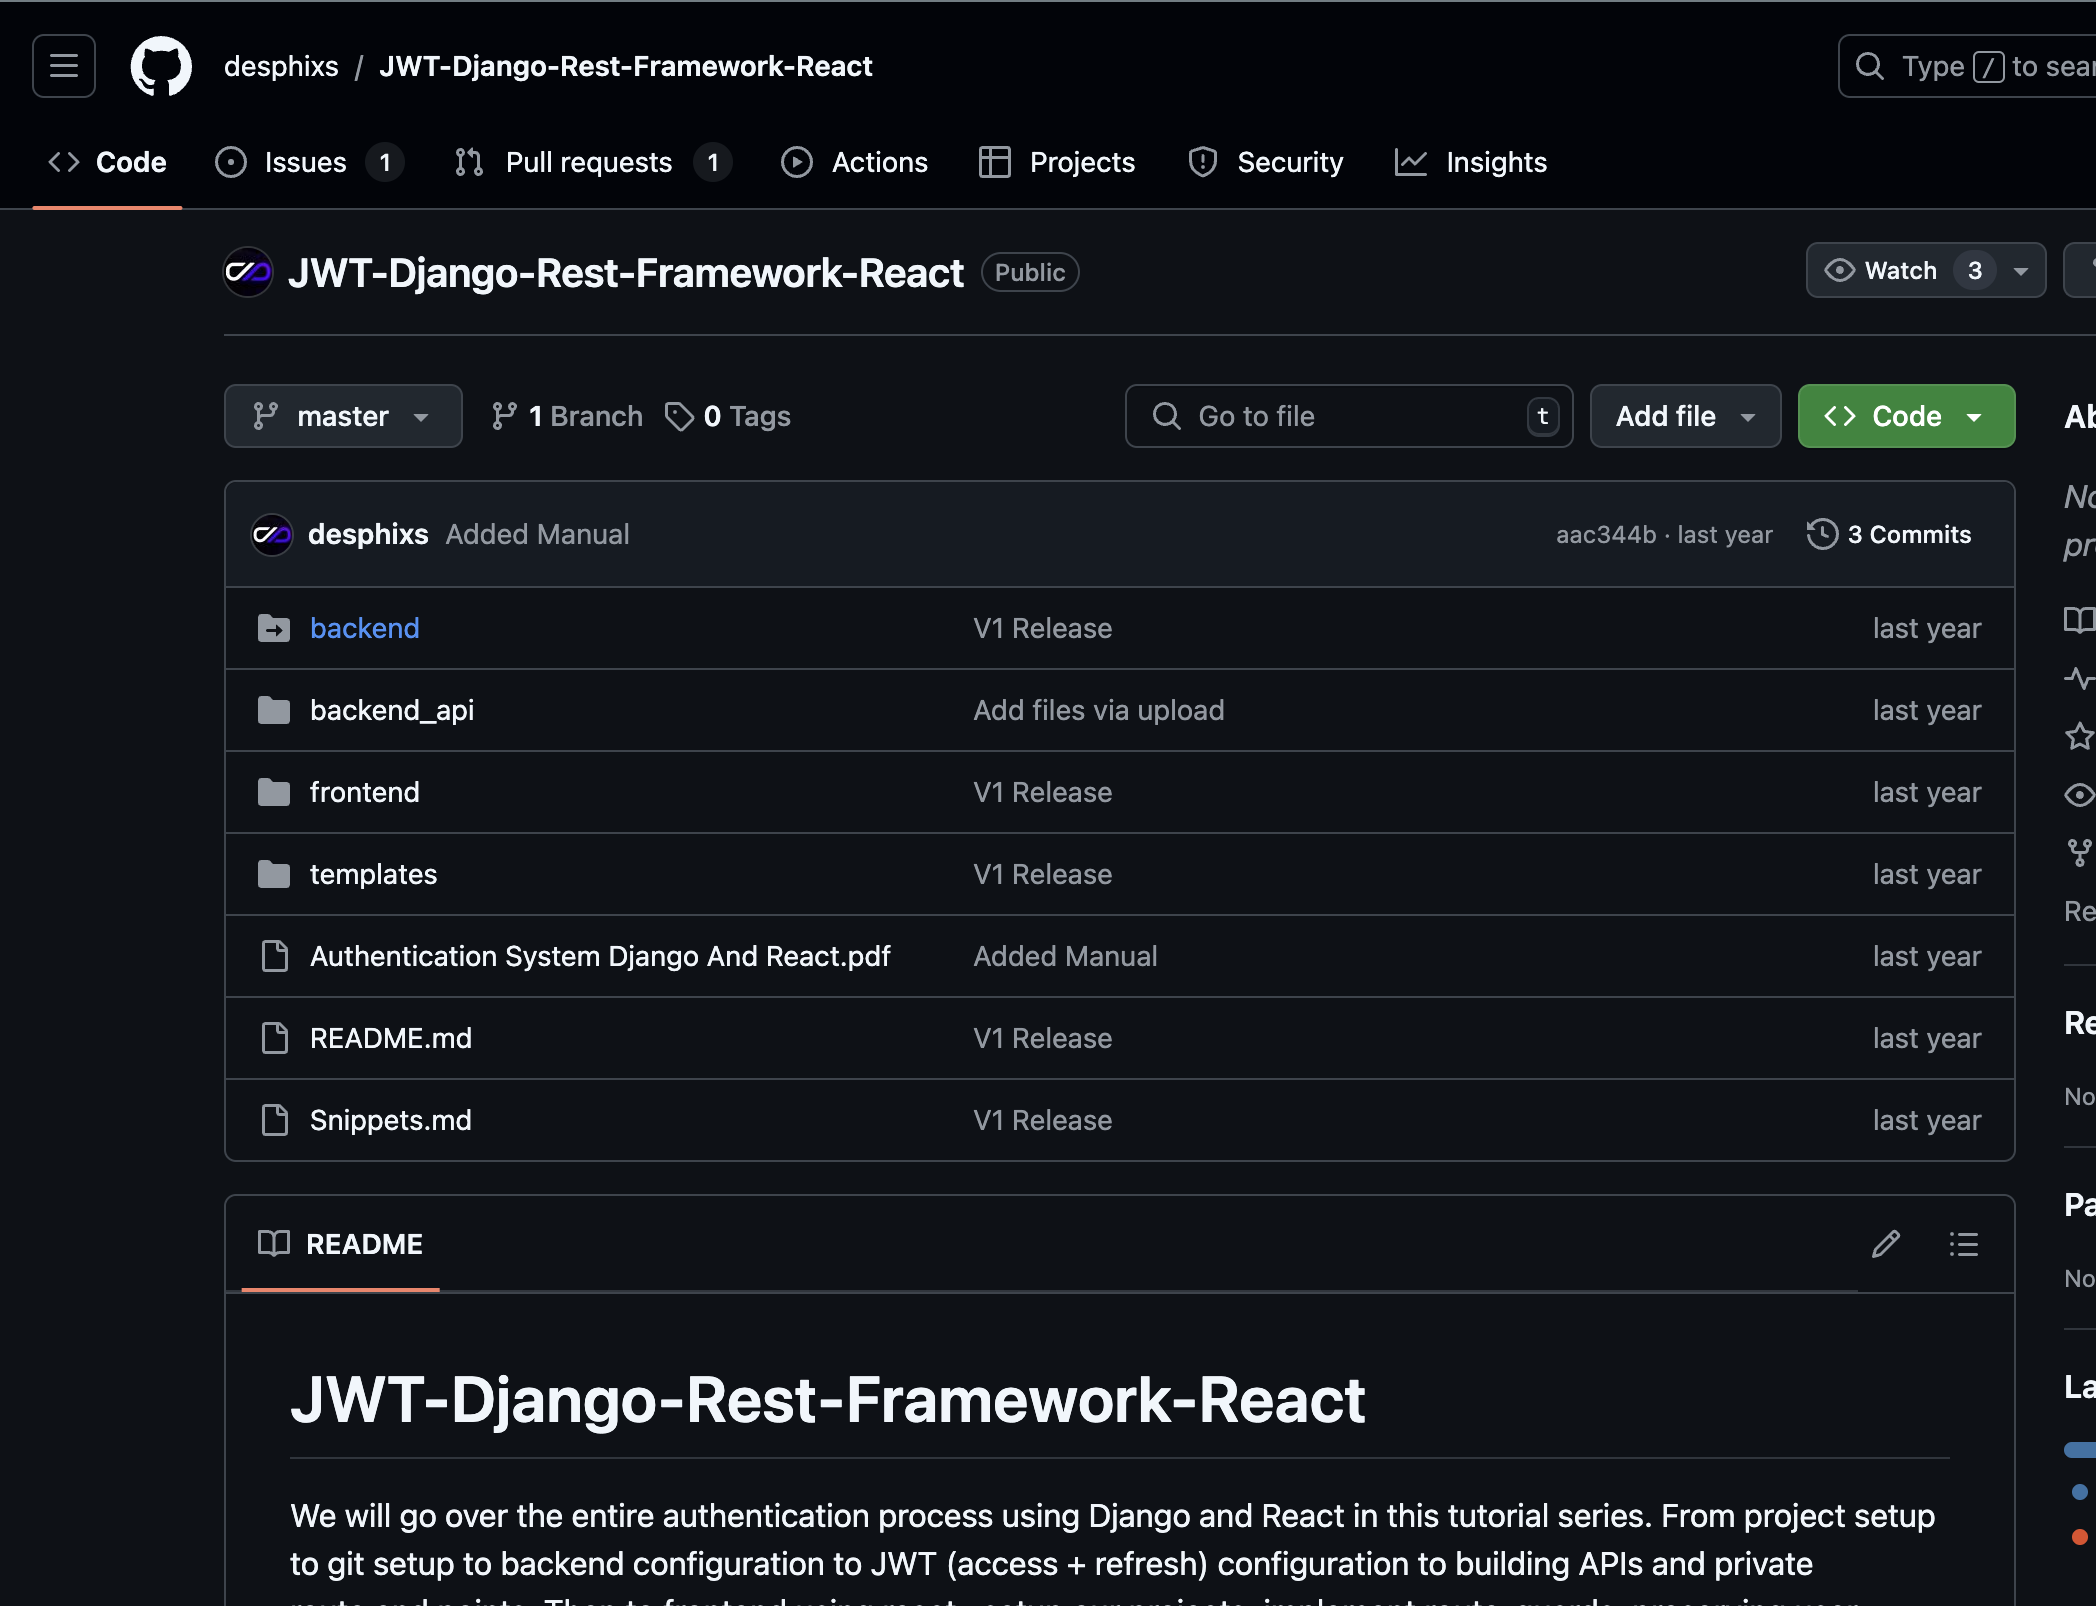 desphixs / JWT-Django-Rest-Framework-React
Type / to sear
Code
Issues 1
Pull requests 1
Actions
Projects
Security
Insights
JWT-Django-Rest-Framework-React Public
Watch 3
master
1 Branch
0 Tags
Go to file t
Add file
Code
Ab
desphixs Added Manual
aac344b · last year
3 Commits
No
pro
backend V1 Release last year
backend_api Add files via upload last year
frontend V1 Release last year
templates V1 Release last year
Re
Authentication System Django And React.pdf Added Manual last year
README.md V1 Release last year
Re
Snippets.md V1 Release last year
No
README
Pa
No
JWT-Django-Rest-Framework-React
La
We will go over the entire authentication process using Django and React in this tutorial series. From project setup
to git setup to backend configuration to JWT (access + refresh) configuration to building APIs and private